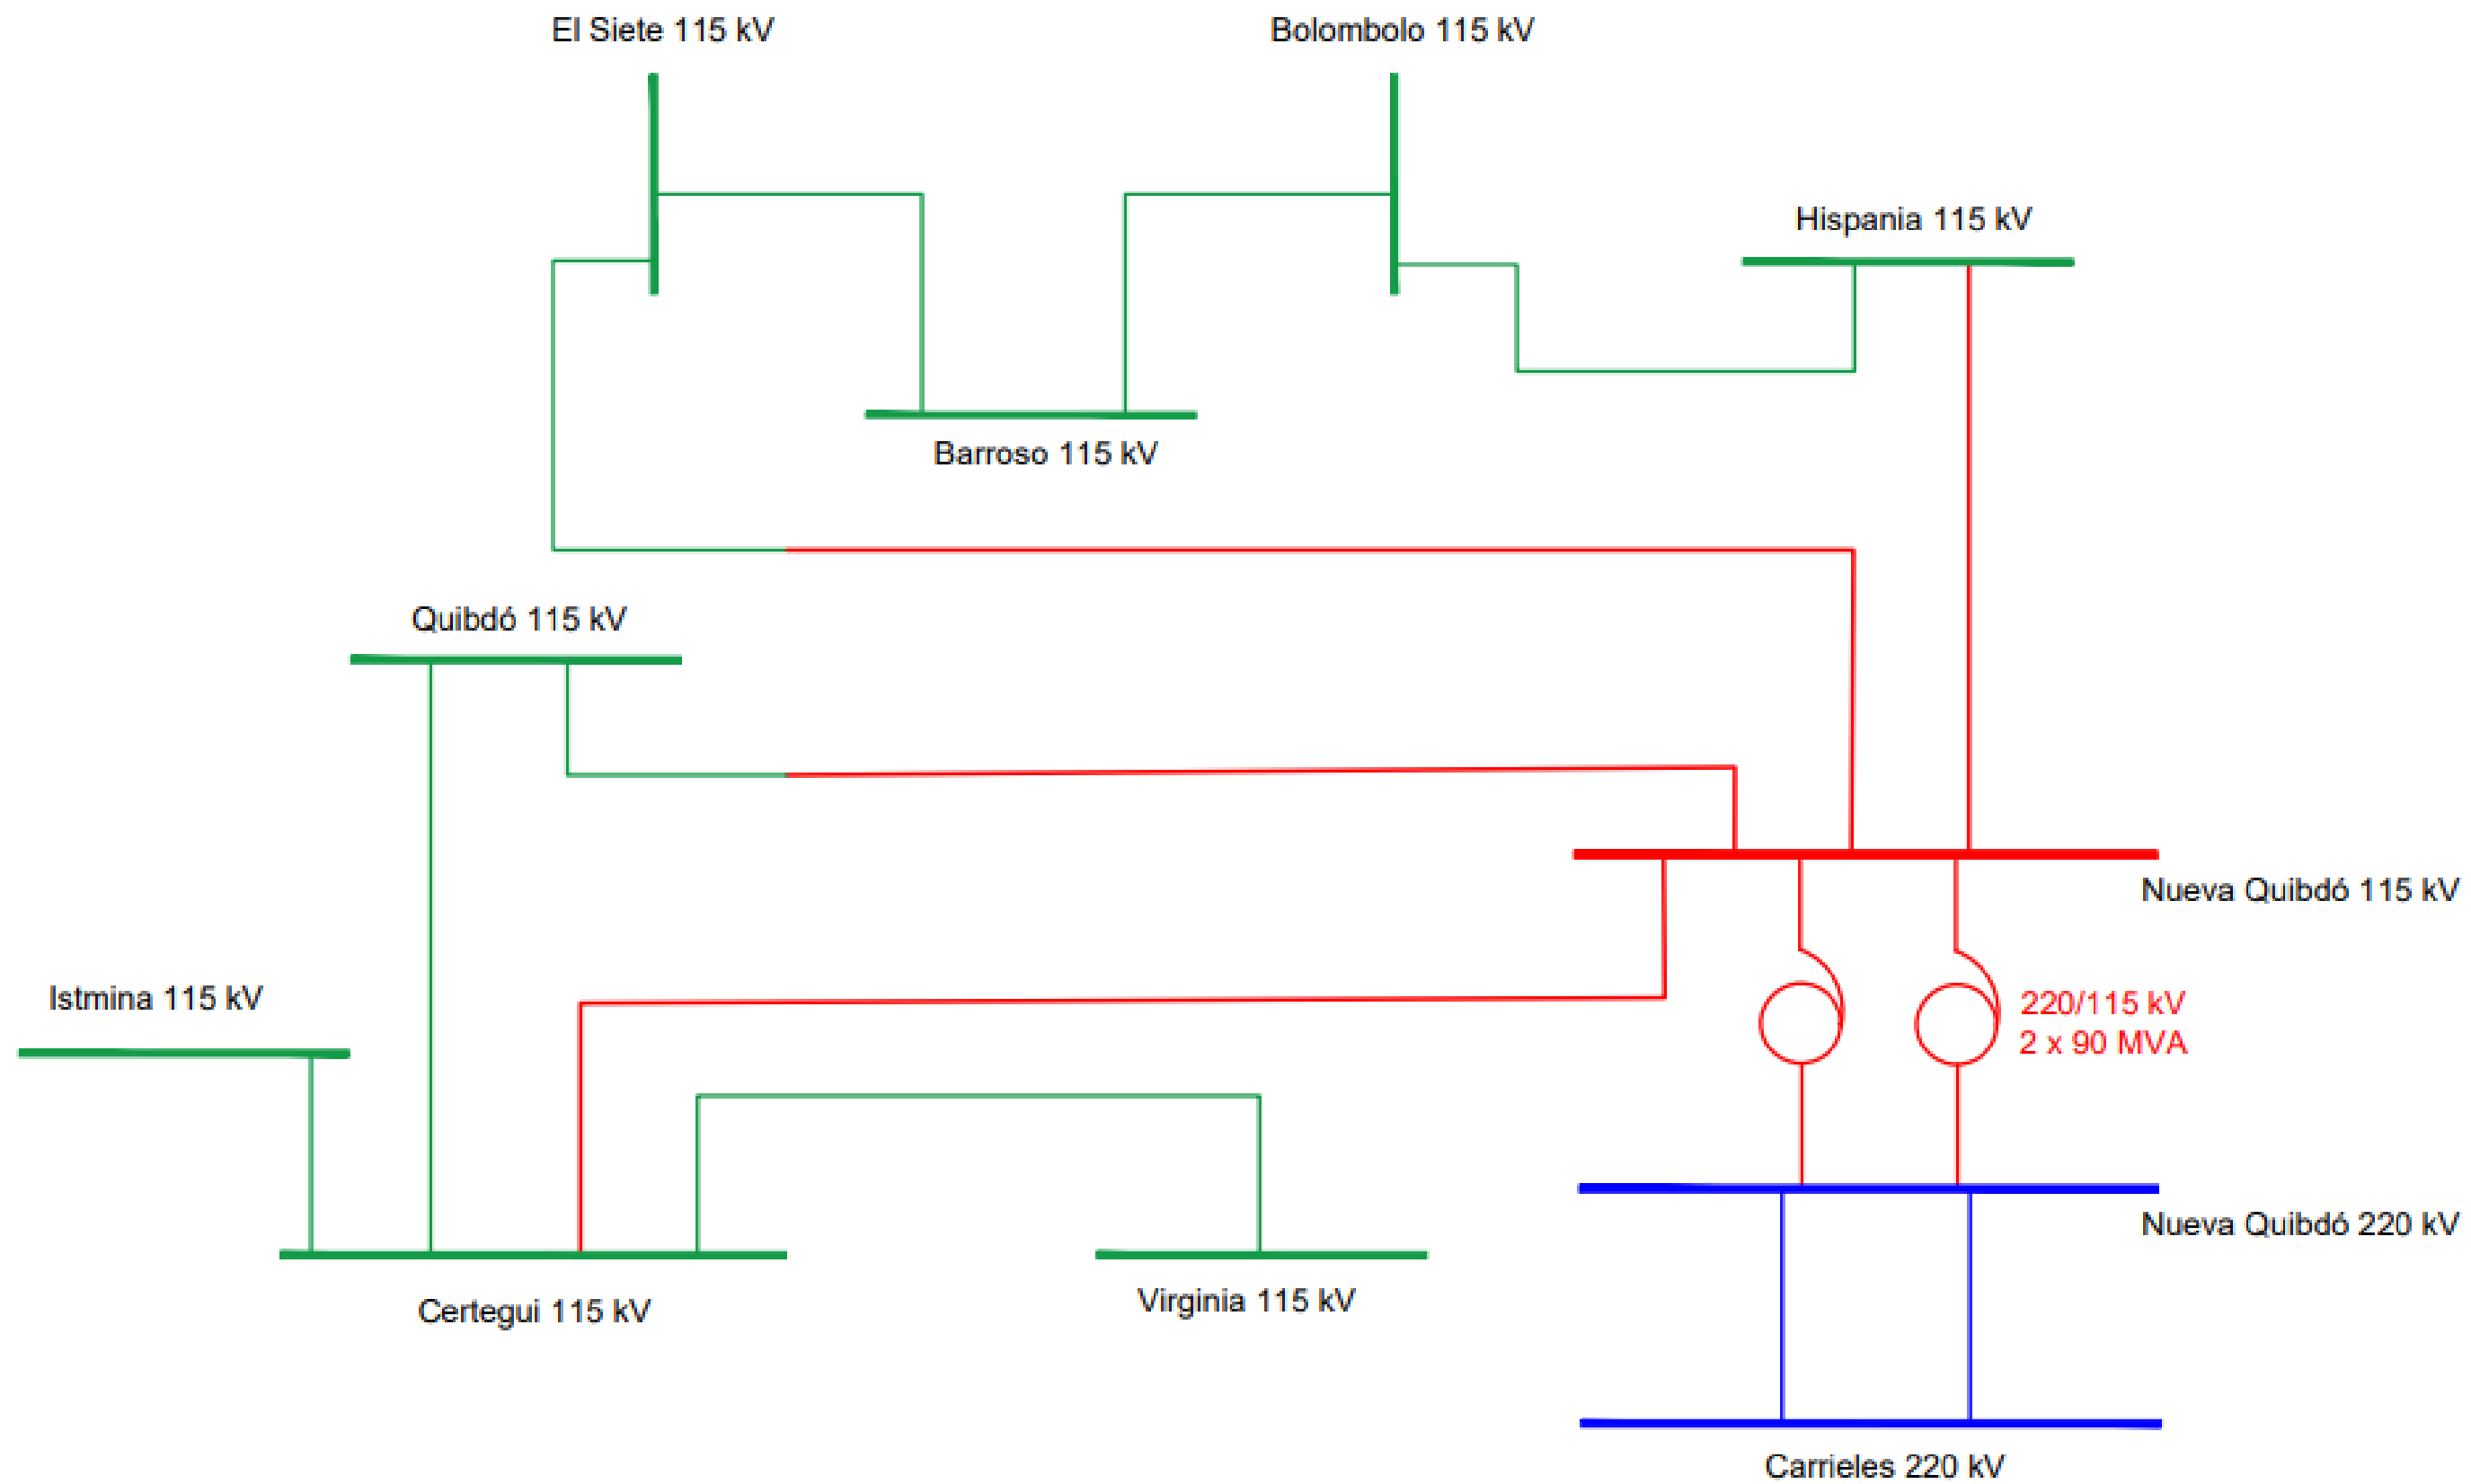 El Siete 115 kV
Bolombolo 115 kV
Hispania 115 kV
Barroso 115 kV
Quibdó 115 kV
Nueva Quibdó 115 kV
Istmina 115 kV
220/115 kV
2 x 90 MVA
Nueva Quibdó 220 kV
Certegui 115 kV
Virginia 115 kV
Carrieles 220 kV